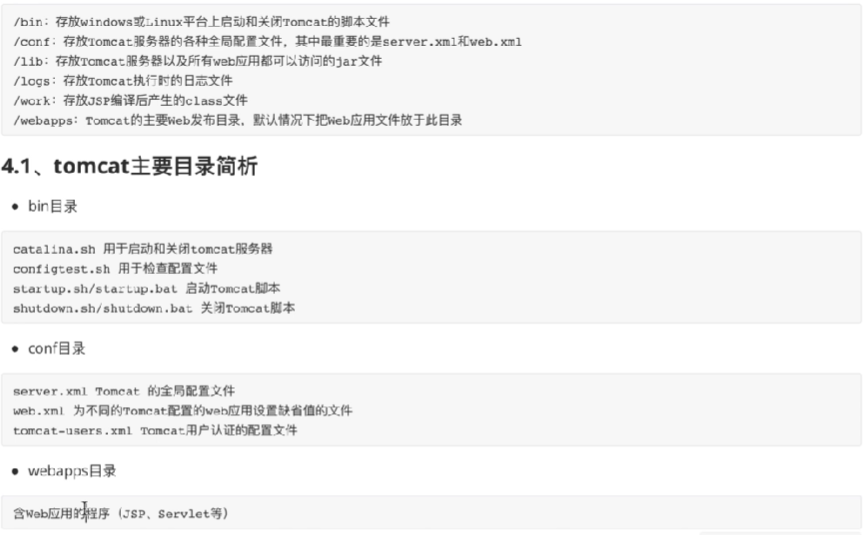 /bin：存放windows或Linux平台上启动和关闭Tomcat的脚本文件
/conf：存放Tomcat服务器的各种全局配置文件，其中最重要的是server.xml和web.xml
/lib：存放Tomcat服务器以及所有web应用都可以访问的jar文件
/logs：存放Tomcat执行时的日志文件
/work：存放JSP编译后产生的class文件
/webapps：Tomcat的主要Web发布目录，默认情况下把Web应用文件放于此目录
4.1、tomcat主要目录简析
• bin目录
catalina.sh 用于启动和关闭tomcat服务器
configtest.sh 用于检查配置文件
startup.sh/startup.bat 启动Tomcat脚本
shutdown.sh/shutdown.bat 关闭Tomcat脚本
• conf目录
server.xml Tomcat 的全局配置文件
web.xml 为不同的Tomcat配置的web应用设置缺省值的文件
tomcat-users.xml Tomcat用户认证的配置文件
• webapps目录
含Web应用的程序（JSP、Servlet等）